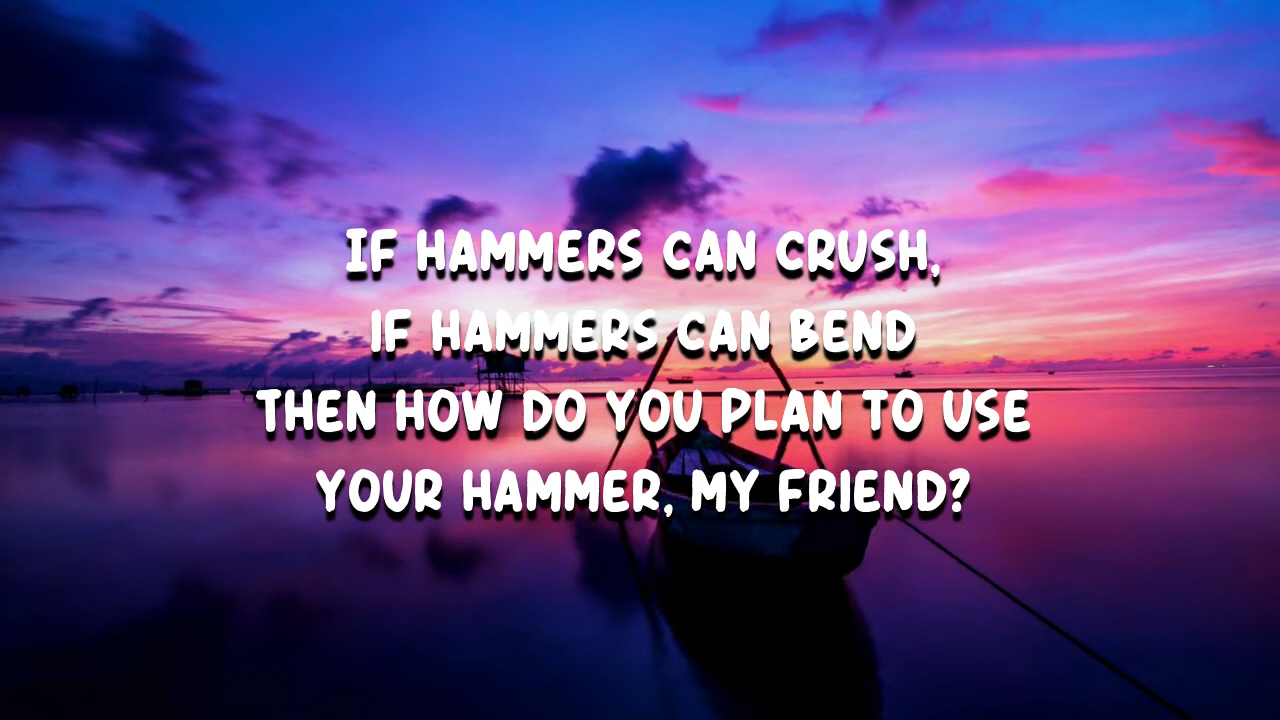 IF HAMMERS CAN CRUSH,
IF HAMMERS CAN BEND
THEN HOW DO YOU PLAN TO USE
YOUR HAMMER, MY FRIEND?